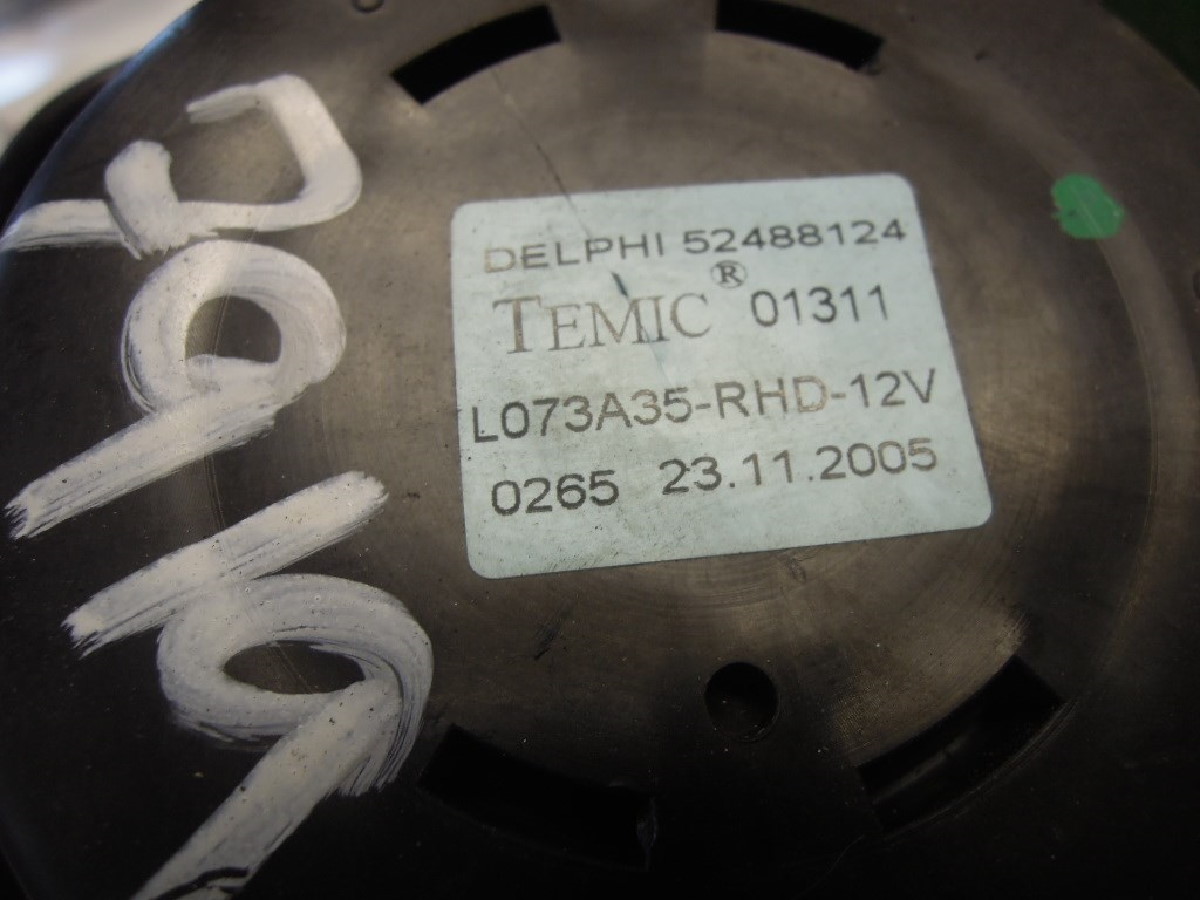 DELPHI 52488124
TEMIC® 01311
L073A35-RHD-12V
0265 23.11.2005